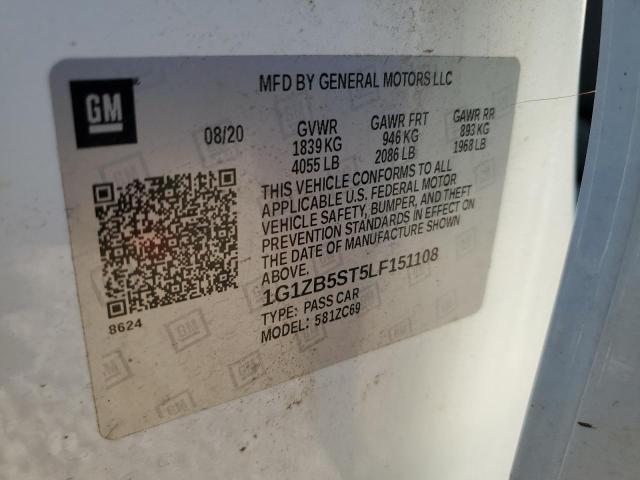 GM
MFD BY GENERAL MOTORS LLC
08/20 GVWR GAWR FRT GAWR RR
1839 KG 946 KG 893 KG
4055 LB 2086 LB 1968 LB
THIS VEHICLE CONFORMS TO ALL
APPLICABLE U.S. FEDERAL MOTOR
VEHICLE SAFETY, BUMPER, AND THEFT
PREVENTION STANDARDS IN EFFECT ON
THE DATE OF MANUFACTURE SHOWN
ABOVE.
1G1ZB5ST5LF151108
TYPE: PASS CAR
MODEL: 581ZC69
8624